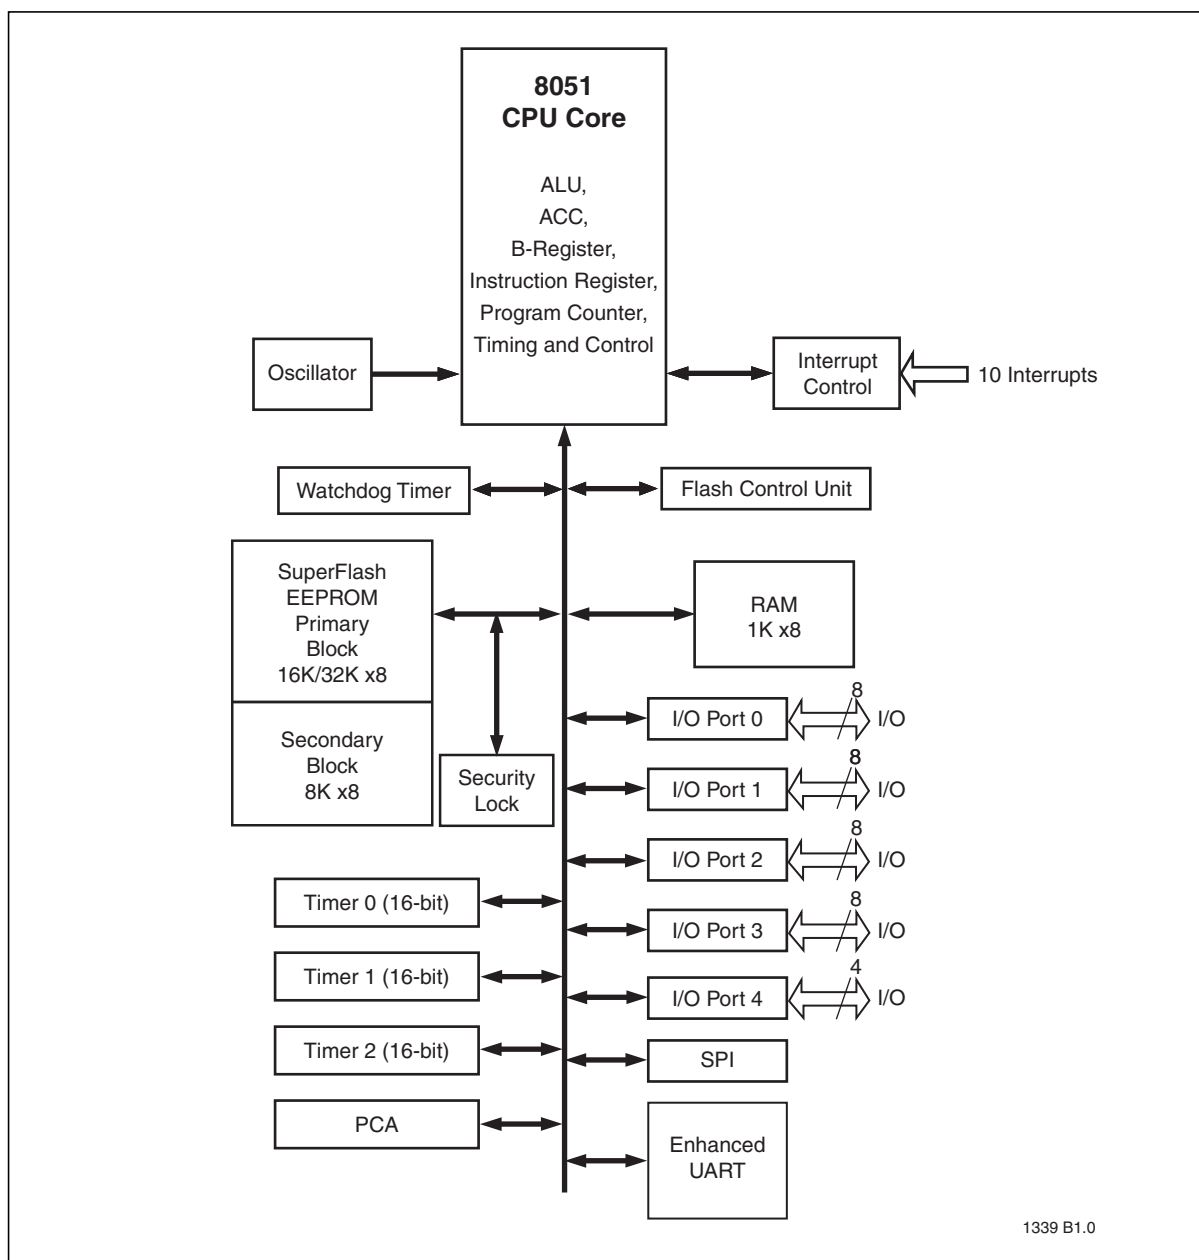 8051
CPU Core
ALU,
ACC,
B-Register,
Instruction Register,
Program Counter,
Timing and Control
Oscillator
Interrupt
Control
10 Interrupts
Watchdog Timer
Flash Control Unit
SuperFlash
EEPROM
Primary
Block
16K/32K x8
RAM
1K x8
Secondary
Block
8K x8
Security
Lock
I/O Port 0
8
I/O
I/O Port 1
8
I/O
I/O Port 2
8
I/O
I/O Port 3
8
I/O
I/O Port 4
4
I/O
Timer 0 (16-bit)
Timer 1 (16-bit)
Timer 2 (16-bit)
SPI
PCA
Enhanced
UART
1339 B1.0